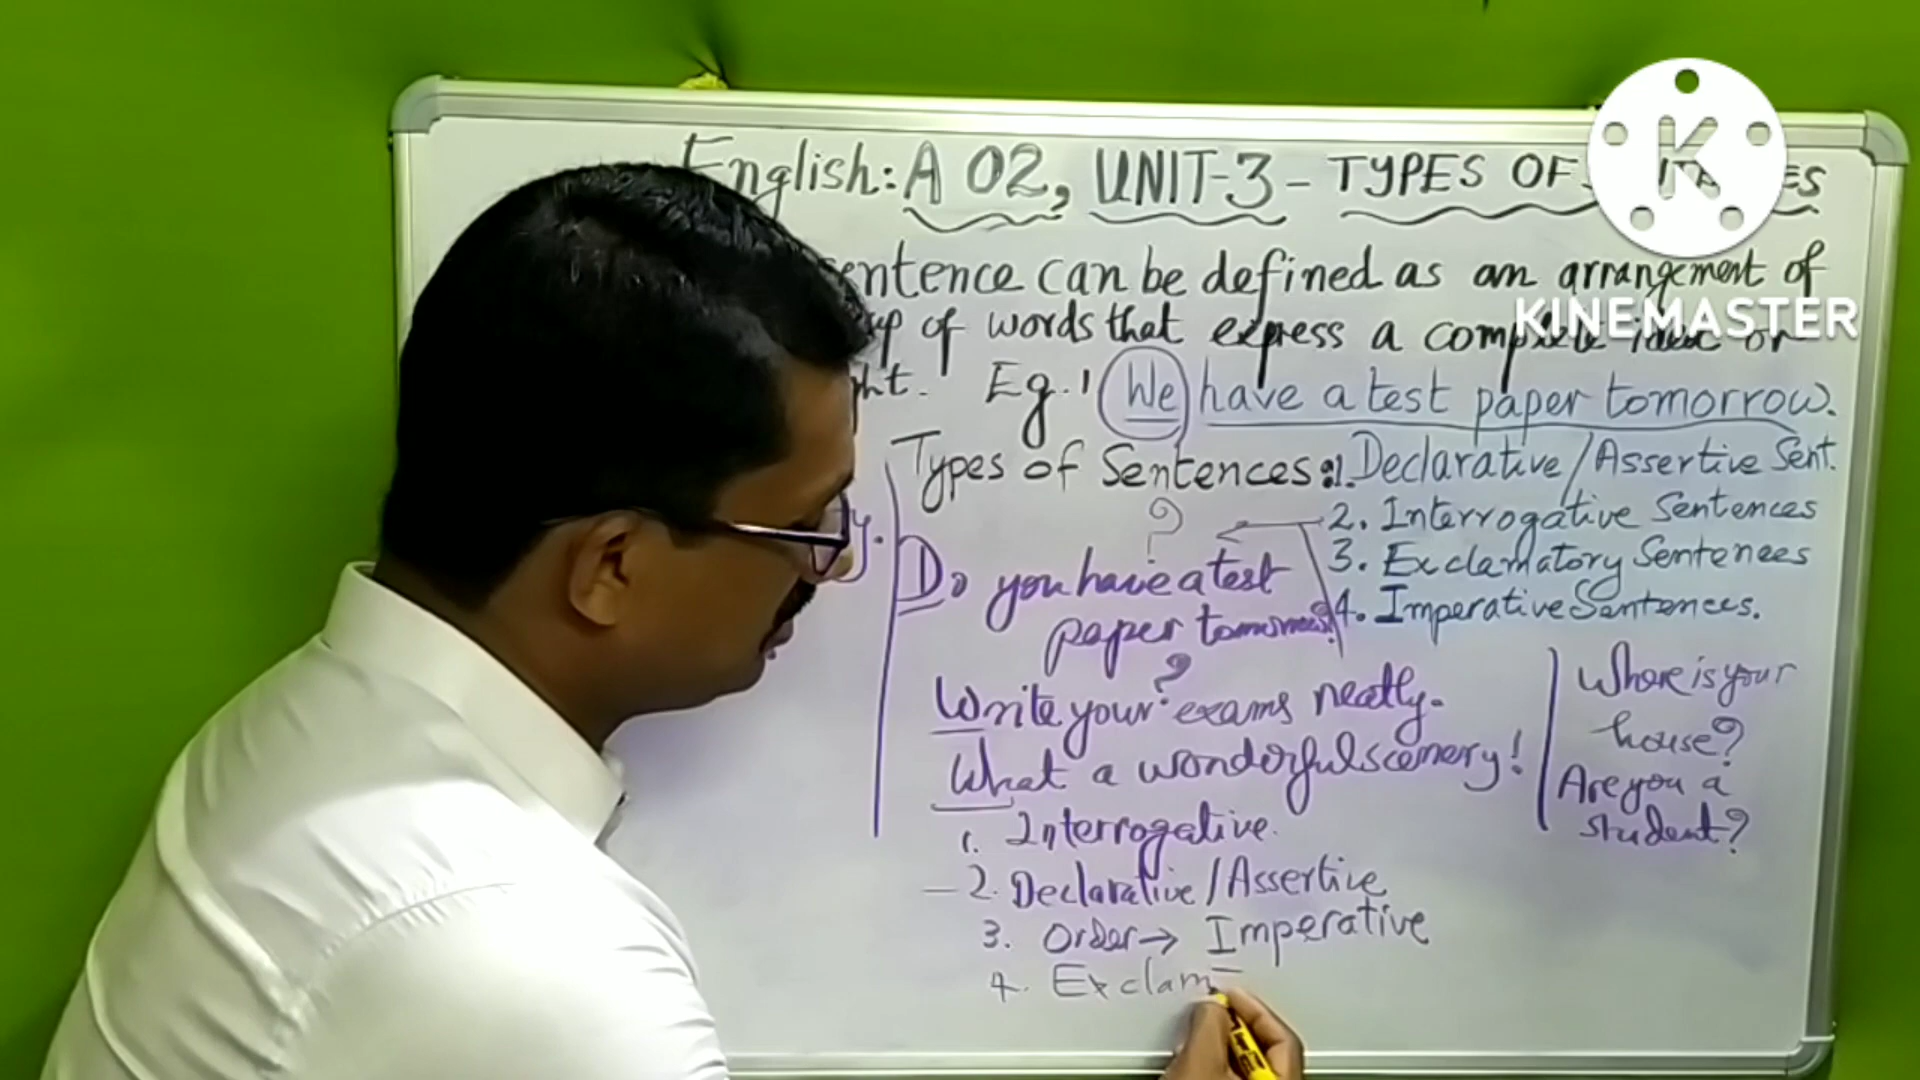 English: A 02, UNIT-3 - TYPES OF
KINEMASTER
sentence can be defined as an arrangement of
of words that express a complete idea or
Eg. 1 We have a test paper tomorrow.
Types of Sentences: 1. Declarative/Assertive Sent.
2. Interrogative Sentences
3. Exclamatory Sentences
4. Imperative Sentences.
?
Do you have a test
paper tomorrow?
?
Write your exams neatly.
What a wonderful scenery!
Where is your
house?
Are you a
student?
1. Interrogative.
- 2. Declarative/Assertive
3. Order → Imperative
4. Exclam